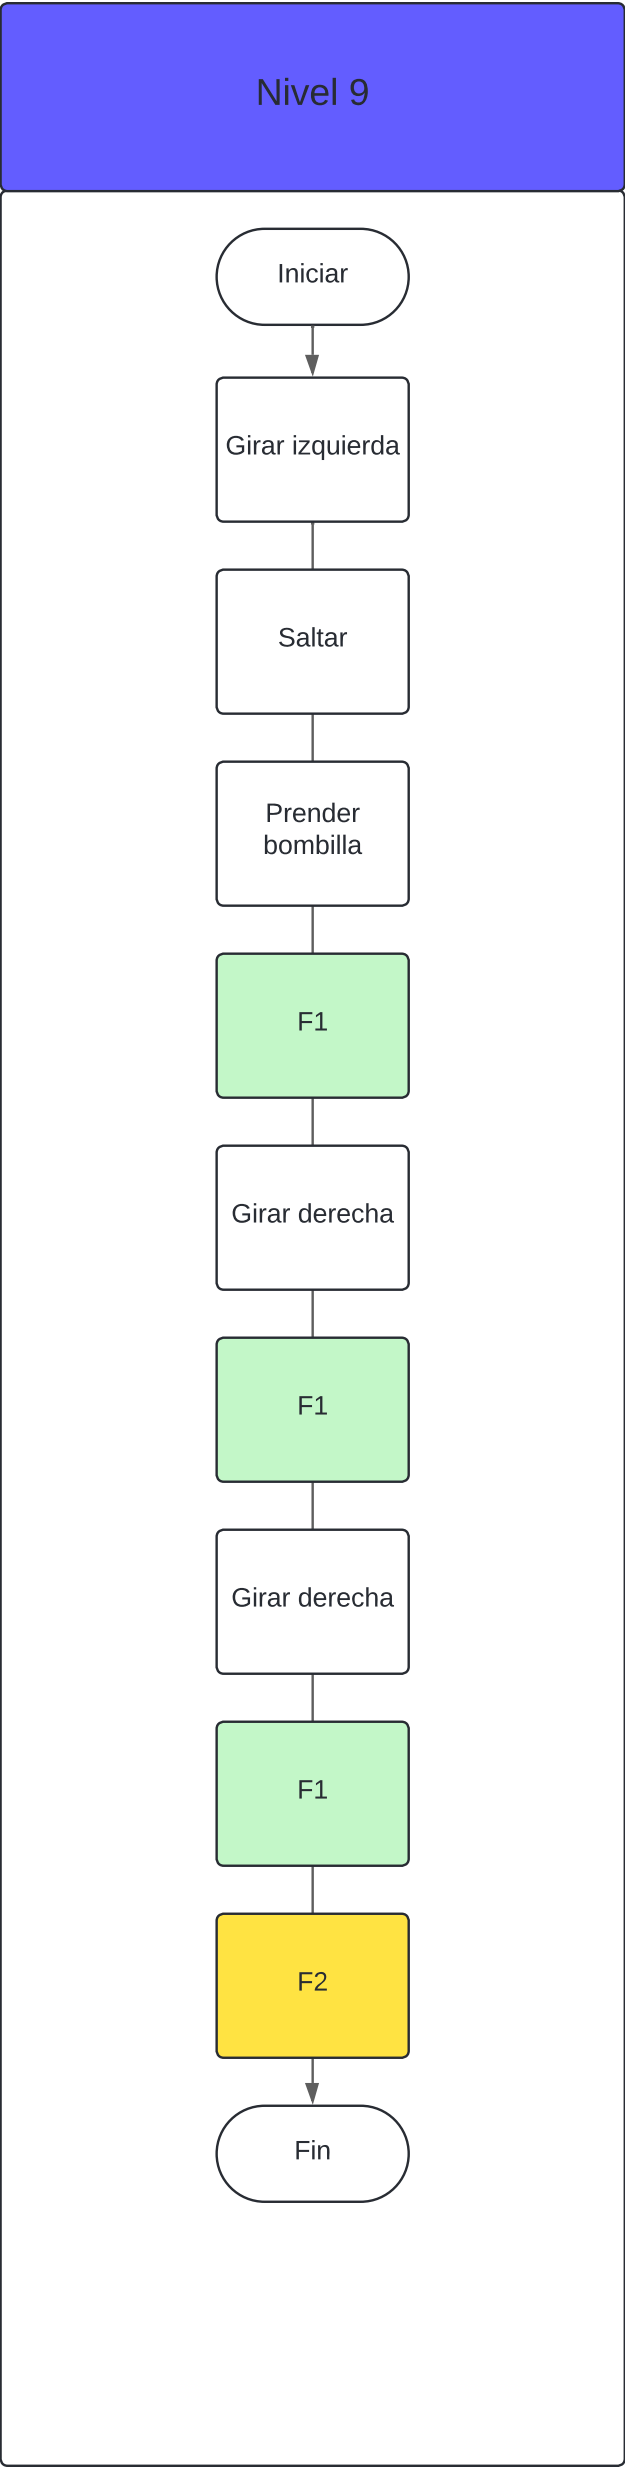 Nivel 9
Iniciar
Girar izquierda
Saltar
Prender
bombilla
F1
Girar derecha
F1
Girar derecha
F1
F2
Fin